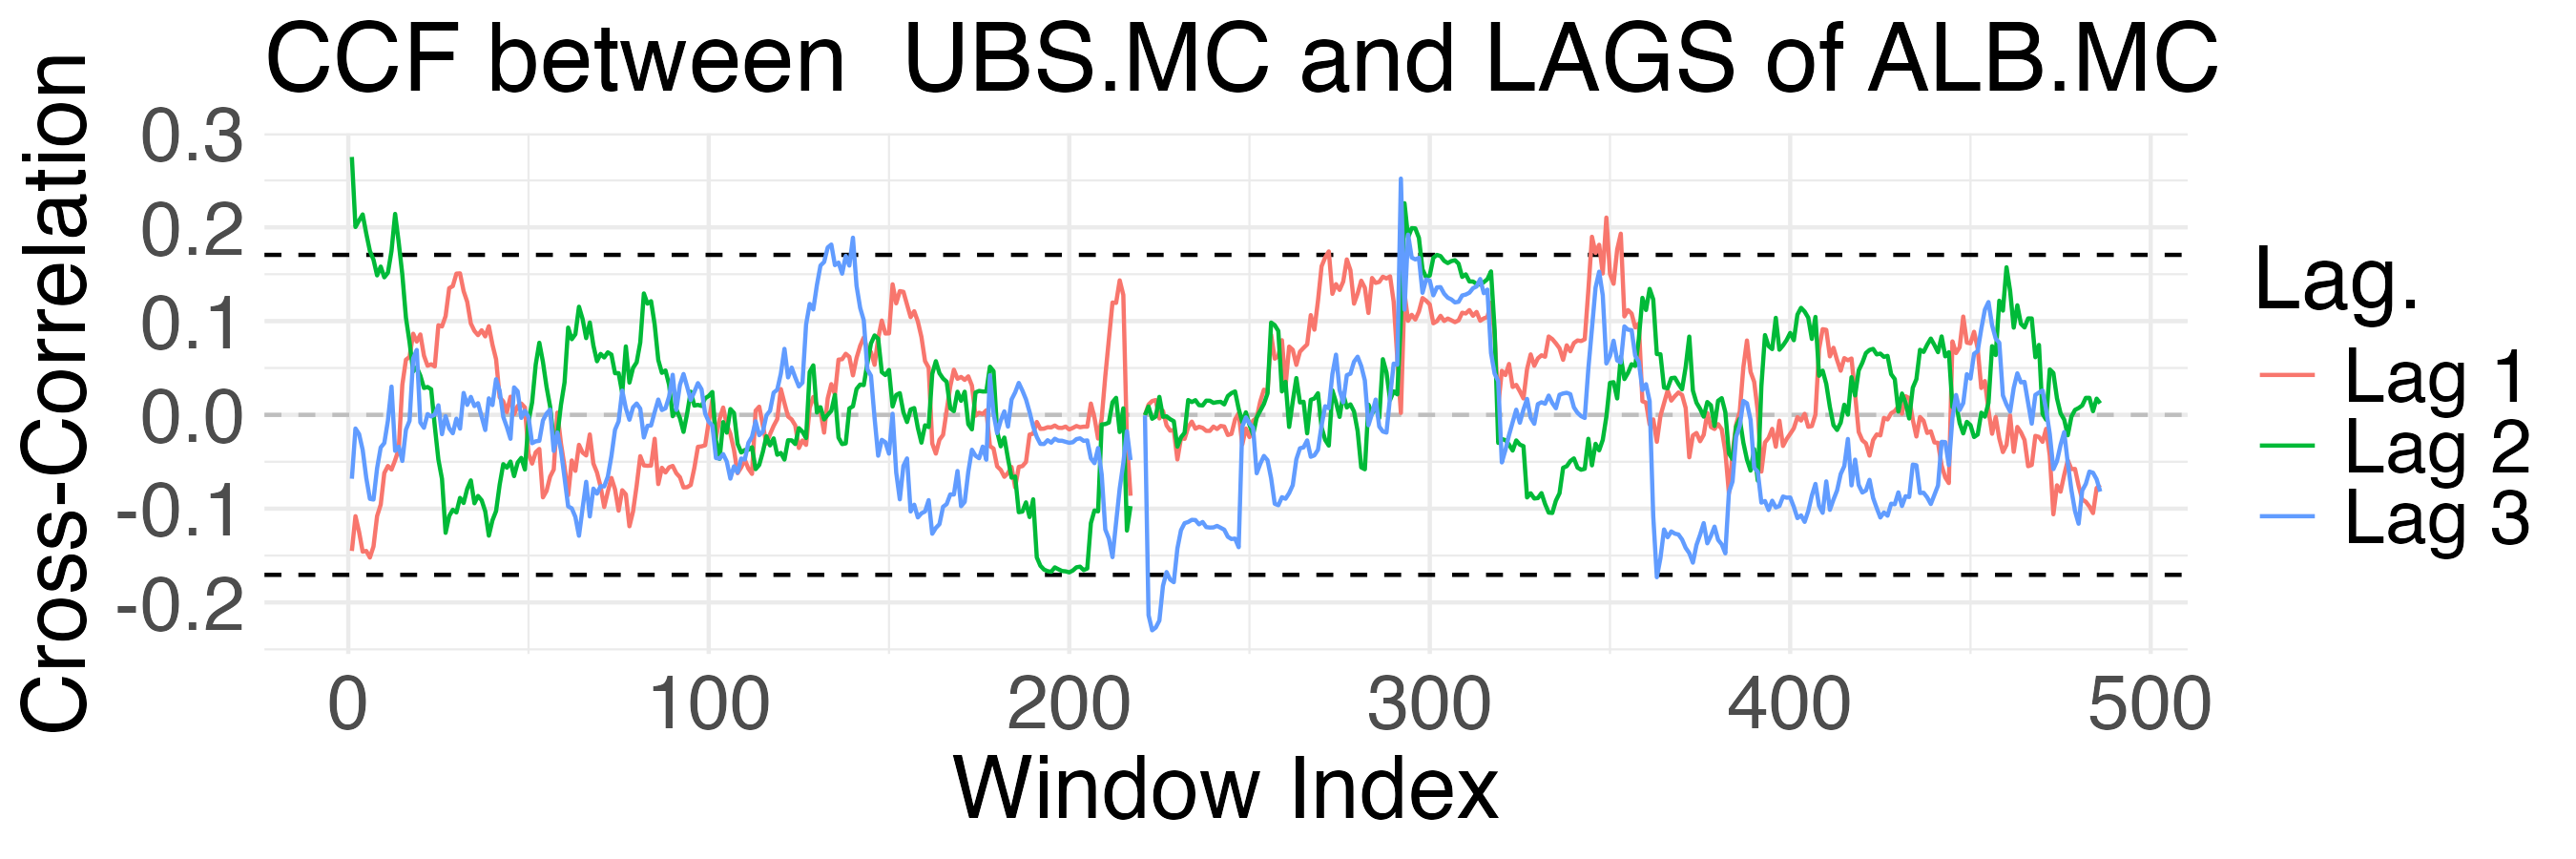 CCF between  UBS.MC and LAGS of ALB.MC
Cross-Correlation
0.3
0.2
0.1
0.0
-0.1
-0.2
0 100 200 300 400 500
Window Index
Lag.
Lag 1
Lag 2
Lag 3